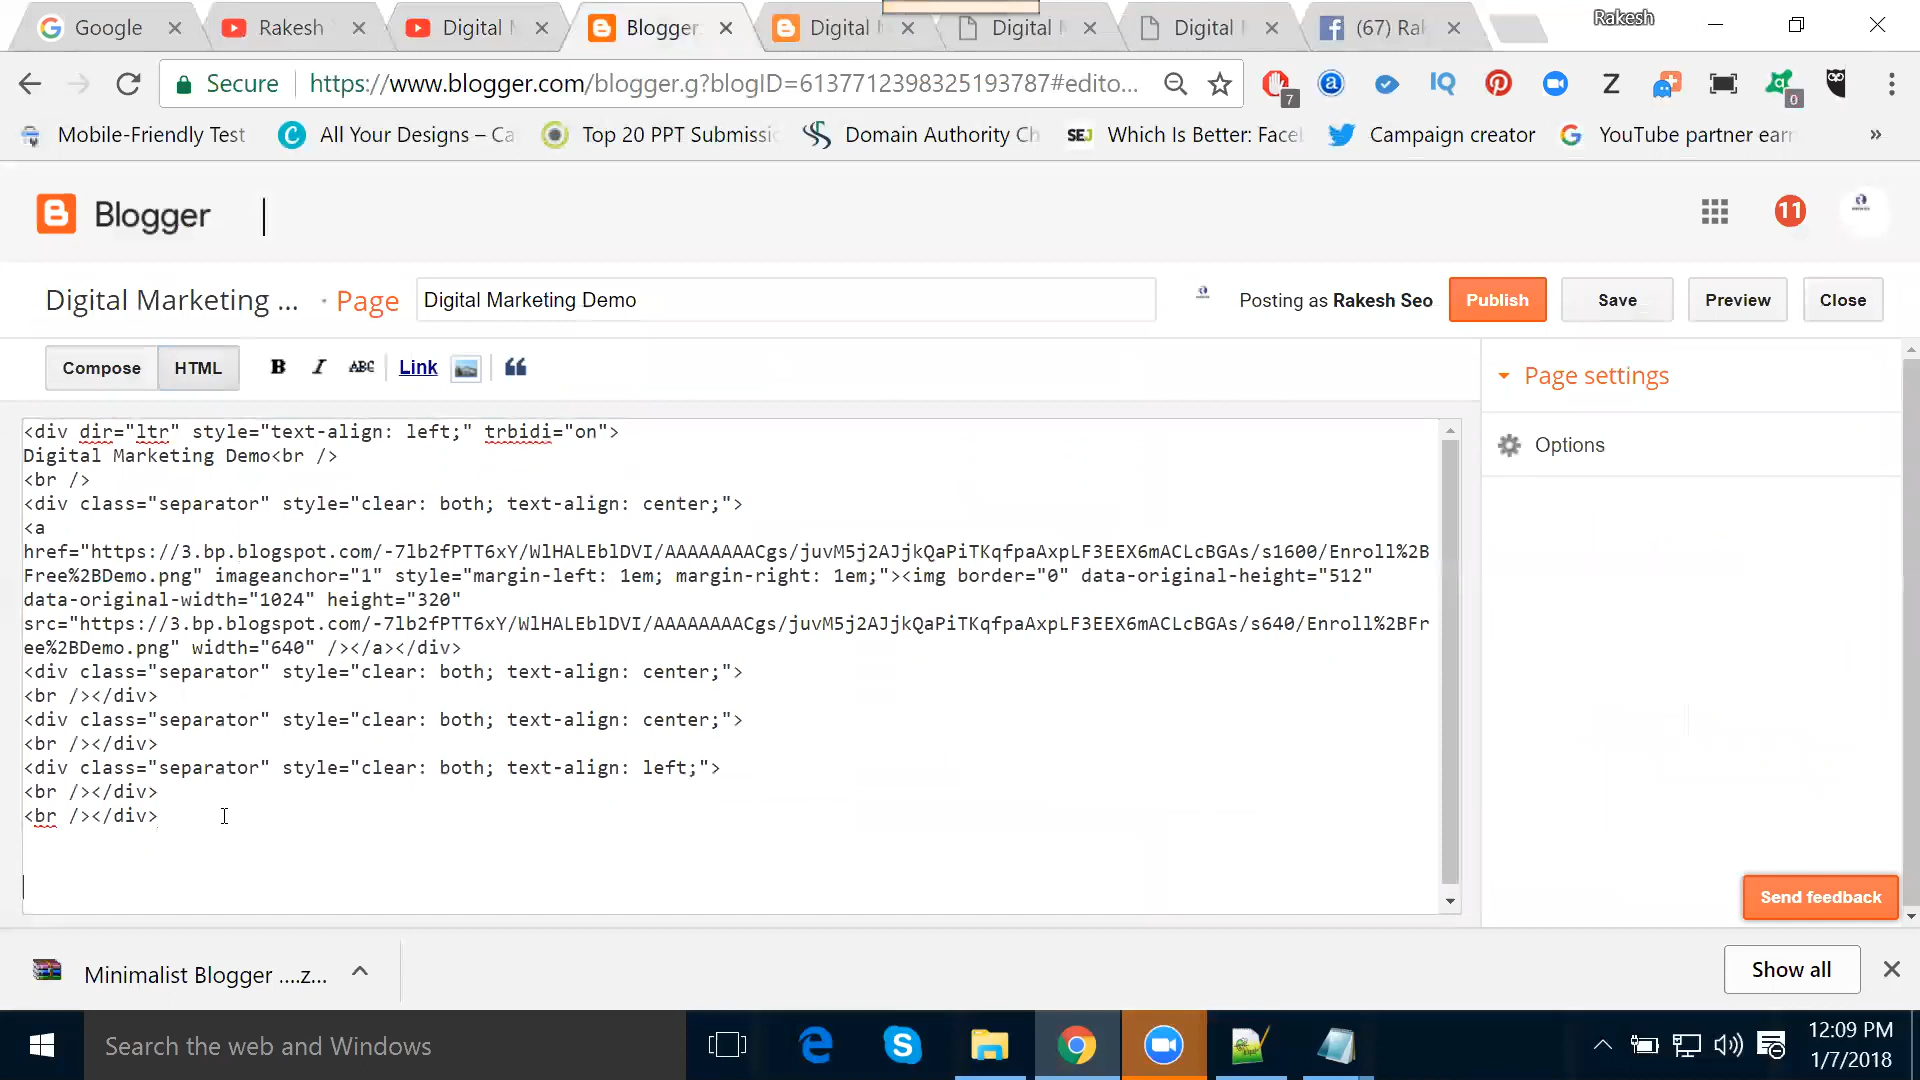 Rakesh
Google
Rakesh
Digital
Blogger
Digital
Digital
Digital
(67) Ra
Secure
https://www.blogger.com/blogger.g?blogID=6137712398325193787#edito...
7
0
Mobile-Friendly Test
All Your Designs – Ca
Top 20 PPT Submissi
Domain Authority Ch
SEJ
Which Is Better: Face
Campaign creator
YouTube partner earn
»
Blogger
11
Digital Marketing ...
· Page
Digital Marketing Demo
Posting as Rakesh Seo
Publish
Save
Preview
Close
Compose
HTML
B
I
ABC
Link
Page settings
Options
<div dir="ltr" style="text-align: left;" trbidi="on">
Digital Marketing Demo<br />
<br />
<div class="separator" style="clear: both; text-align: center;">
<a
href="https://3.bp.blogspot.com/-7lb2fPTT6xY/WlHALEblDVI/AAAAAAAACgs/juvM5j2AJjkQaPiTKqfpaAxpLF3EEX6mACLcBGAs/s1600/Enroll%2B
Free%2BDemo.png" imageanchor="1" style="margin-left: 1em; margin-right: 1em;"><img border="0" data-original-height="512"
data-original-width="1024" height="320"
src="https://3.bp.blogspot.com/-7lb2fPTT6xY/WlHALEblDVI/AAAAAAAACgs/juvM5j2AJjkQaPiTKqfpaAxpLF3EEX6mACLcBGAs/s640/Enroll%2BFr
ee%2BDemo.png" width="640" /></a></div>
<div class="separator" style="clear: both; text-align: center;">
<br /></div>
<div class="separator" style="clear: both; text-align: center;">
<br /></div>
<div class="separator" style="clear: both; text-align: left;">
<br /></div>
<br /></div>
Send feedback
Minimalist Blogger ....z...
Show all
Search the web and Windows
12:09 PM
1/7/2018